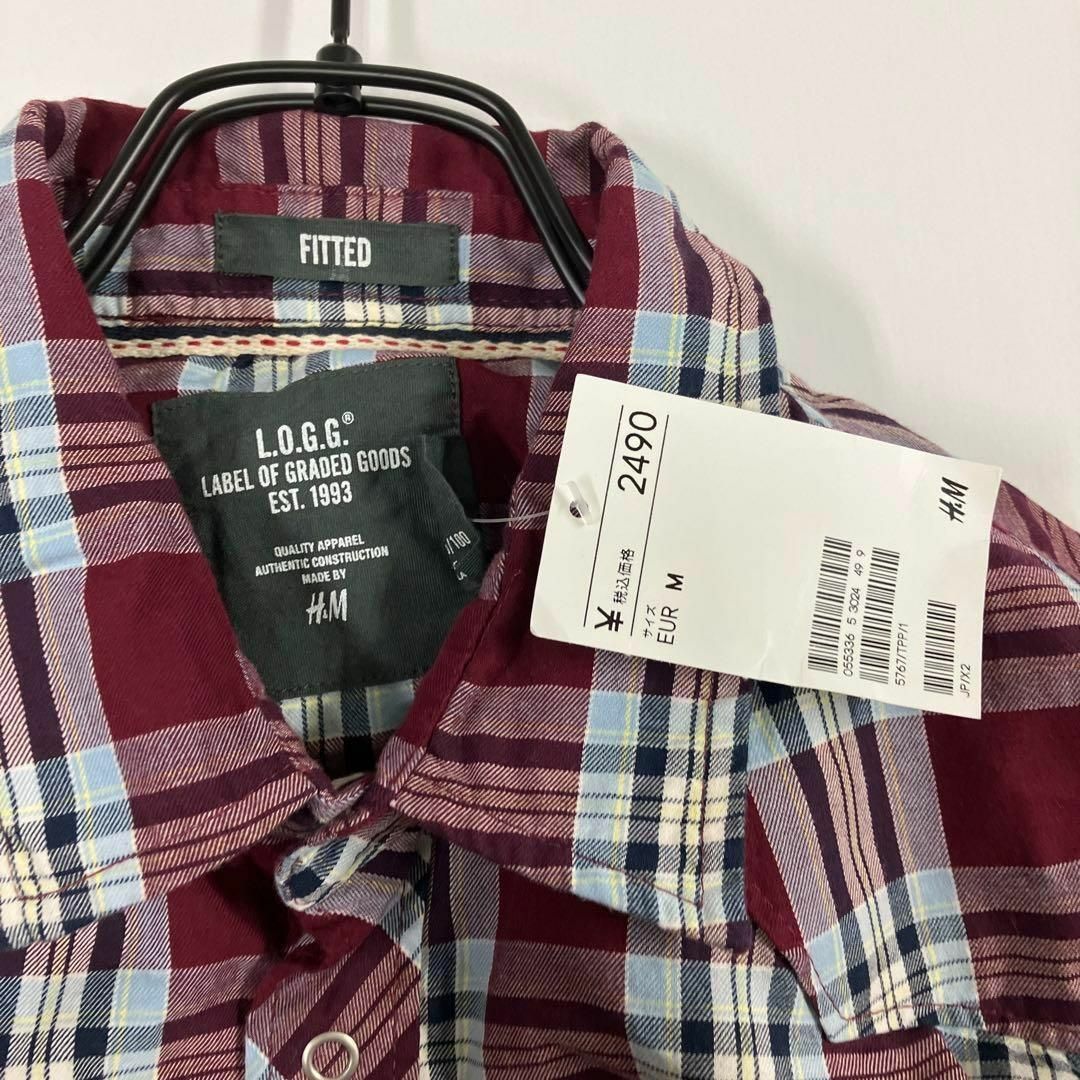 FITTED
L.O.G.G.®
LABEL OF GRADED GOODS
EST. 1993
QUALITY APPAREL
AUTHENTIC CONSTRUCTION
MADE BY
H&M
/100
¥ 2490
税込価格
サイズ
EUR M
H&M
055336 5 3024 49 9
5767/TPP/1
JP/X2